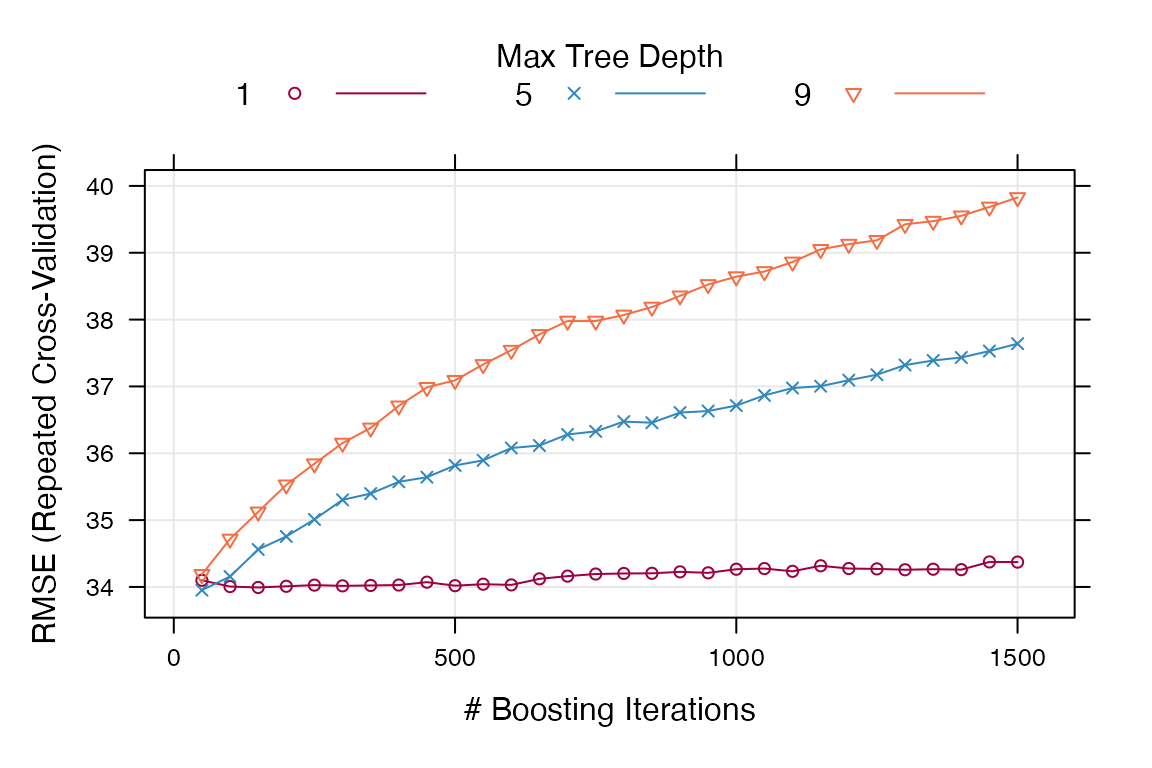 Max Tree Depth
1 5 9
RMSE (Repeated Cross-Validation)
40
39
38
37
36
35
34
0 500 1000 1500
# Boosting Iterations